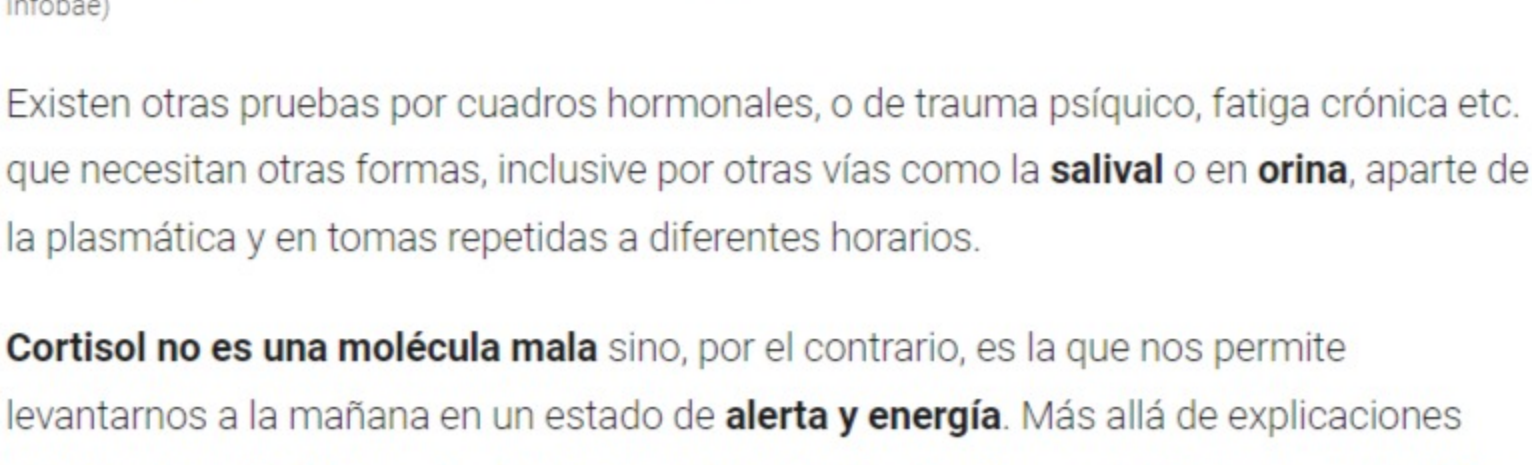 Infobae)
Existen otras pruebas por cuadros hormonales, o de trauma psíquico, fatiga crónica etc.
que necesitan otras formas, inclusive por otras vías como la salival o en orina, aparte de
la plasmática y en tomas repetidas a diferentes horarios.
Cortisol no es una molécula mala sino, por el contrario, es la que nos permite
levantarnos a la mañana en un estado de alerta y energía. Más allá de explicaciones